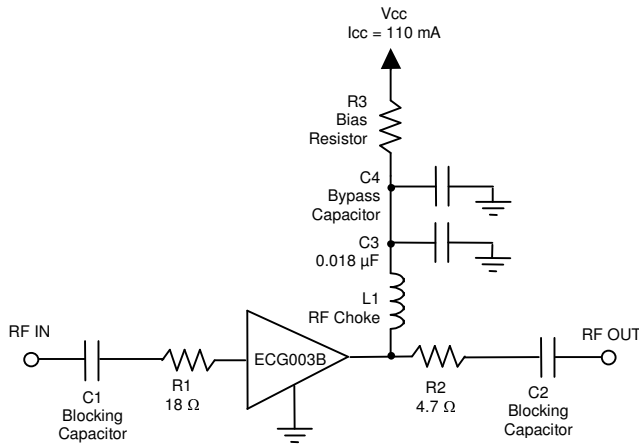 Vcc
Icc = 110 mA
R3
Bias
Resistor
C4
Bypass
Capacitor
C3
0.018 µF
L1
RF Choke
RF IN
ECG003B
RF OUT
C1
Blocking
Capacitor
R1
18 Ω
R2
4.7 Ω
C2
Blocking
Capacitor